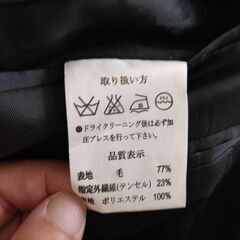 取り扱い方
●ドライクリーニング後は必ず加
圧プレスを行って下さい。
品質表示
表地 毛 77%
指定外繊維(テンセル) 23%
裏地 ポリエステル 100%